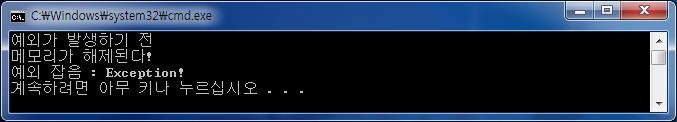 C:\Windows\system32\cmd.exe
예외가 발생하기 전
메모리가 해제된다!
예외 잡음 : Exception!
계속하려면 아무 키나 누르십시오 . . .